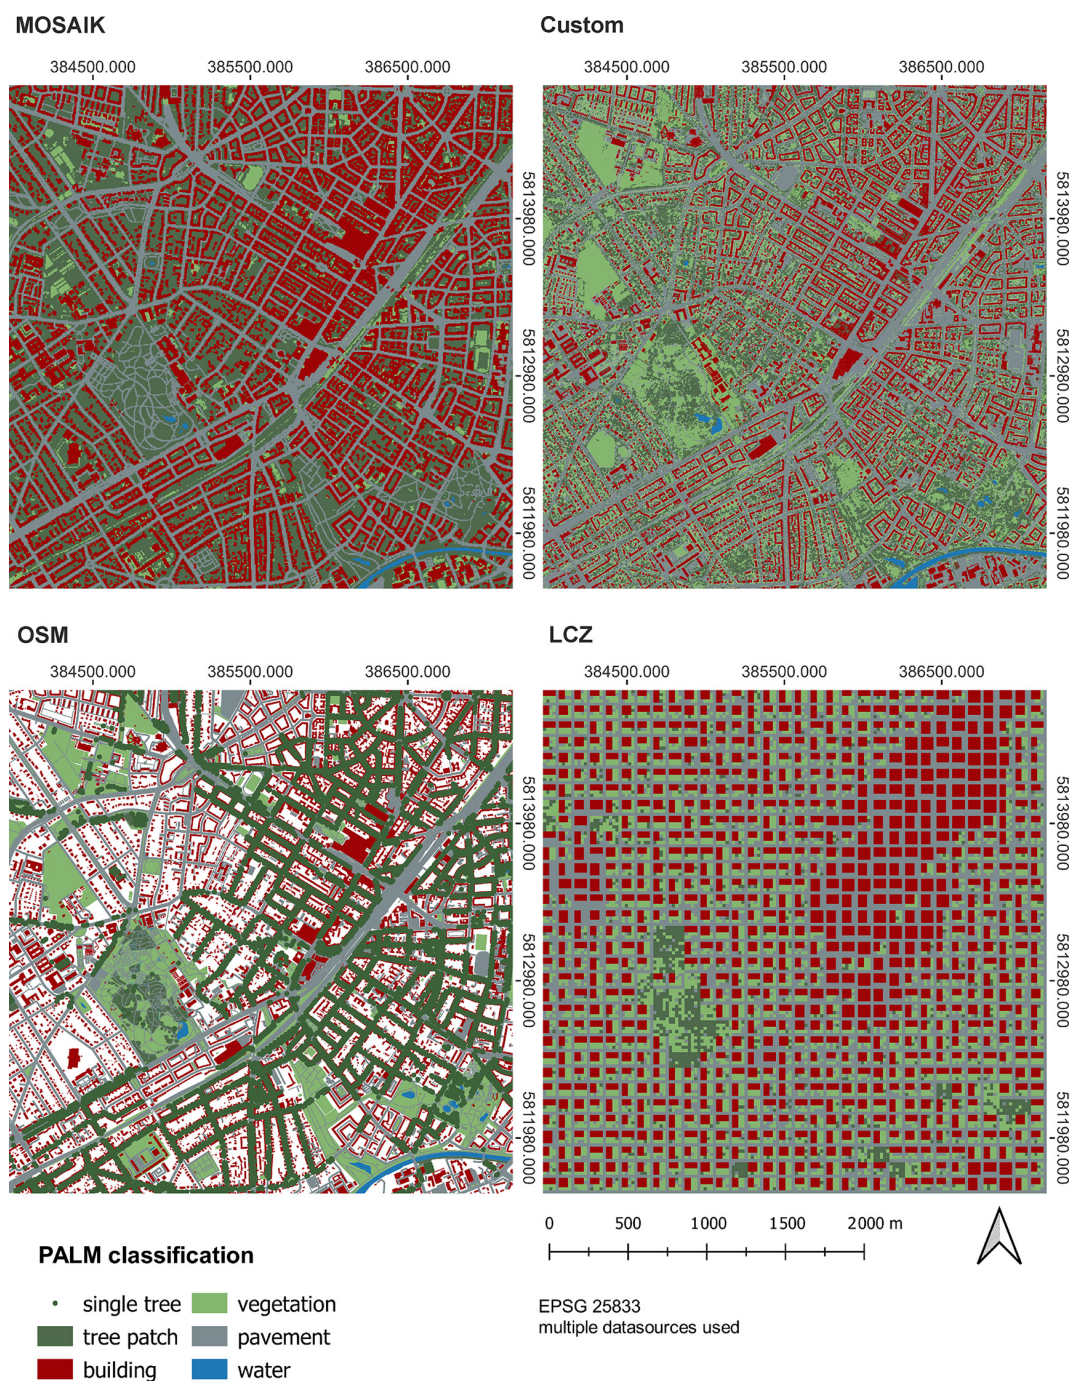 MOSAIK
Custom
384500.000 385500.000 386500.000
384500.000 385500.000 386500.000
5813980.000
5812980.000
5811980.000
5813980.000
5812980.000
5811980.000
OSM
LCZ
384500.000 385500.000 386500.000
384500.000 385500.000 386500.000
5813980.000
5812980.000
5811980.000
5813980.000
5812980.000
5811980.000
0 500 1000 1500 2000 m
PALM classification
single tree
vegetation
tree patch
pavement
building
water
EPSG 25833
multiple datasources used